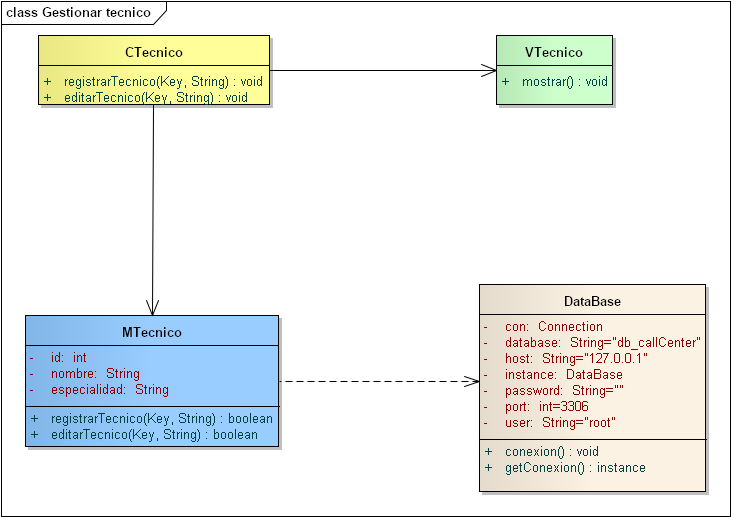 class Gestionar tecnico
CTecnico
+ registrarTecnico(Key, String) : void
+ editarTecnico(Key, String) : void
VTecnico
+ mostrar() : void
MTecnico
- id: int
- nombre: String
- especialidad: String
+ registrarTecnico(Key, String) : boolean
+ editarTecnico(Key, String) : boolean
DataBase
- con: Connection
- database: String="db_callCenter"
- host: String="127.0.0.1"
- instance: DataBase
- password: String=""
- port: int=3306
- user: String="root"
+ conexion() : void
+ getConexion() : instance